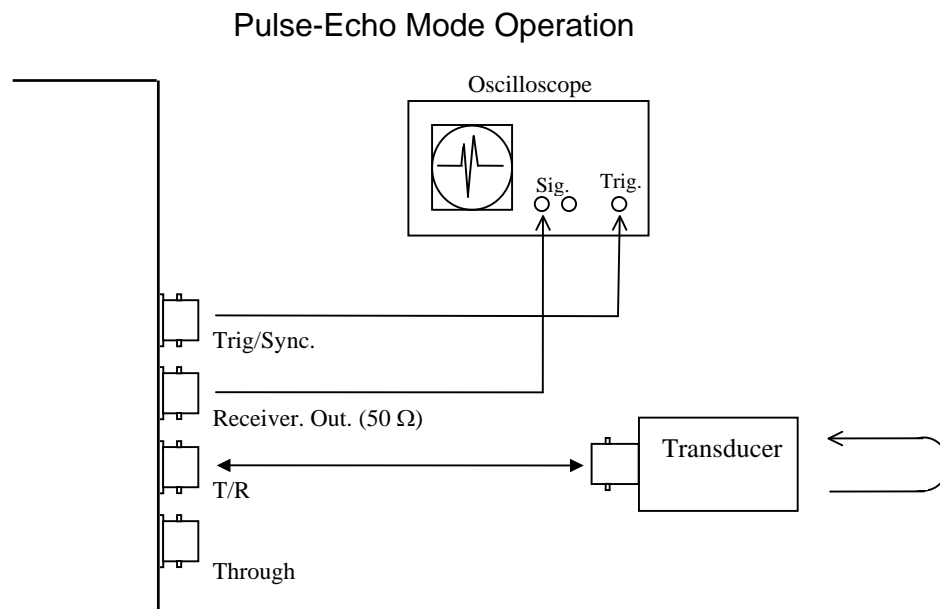 Pulse-Echo Mode Operation
Oscilloscope
Sig.
Trig.
Trig/Sync.
Receiver. Out. (50 Ω)
Transducer
T/R
Through